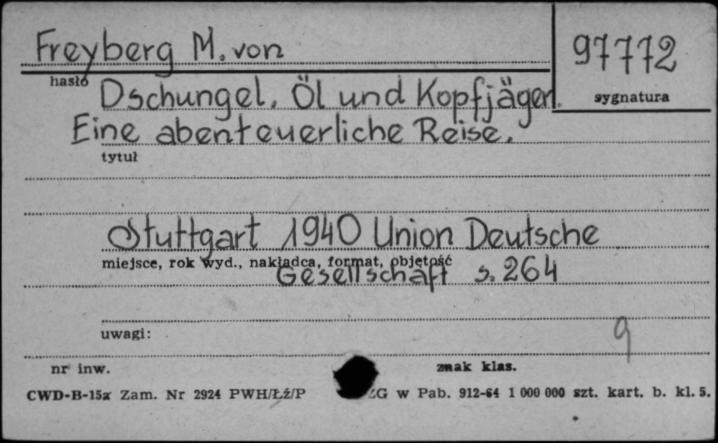 Freyberg M. von
97772
hasło
Dschungel, Öl und Kopfjäger.
sygnatura
Eine abenteuerliche Reise.
tytuł
Stuttgart 1940 Union Deutsche
miejsce, rok wyd., nakładca, format, objętość
Gesellschaft s. 264
uwagi:
9
nr inw.
znak klas.
CWD-B-15a Zam. Nr 2924 PWH/Łż/P ZG w Pab. 912-64 1 000 000 szt. kart. b. kl. 5.